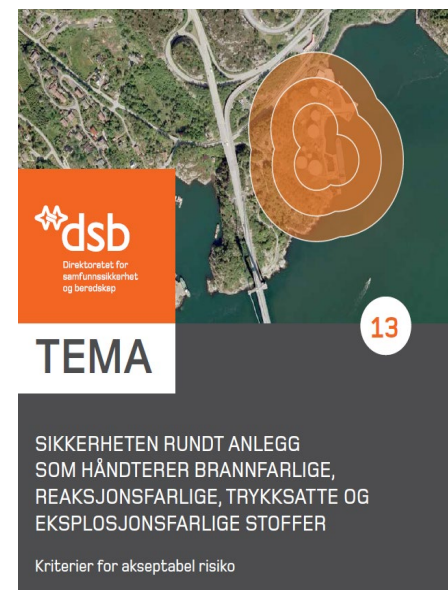 dsb
Direktoratet for
samfunnssikkerhet
og beredskap
13
TEMA
SIKKERHETEN RUNDT ANLEGG
SOM HÅNDTERER BRANNFARLIGE,
REAKSJONSFARLIGE, TRYKKSATTE OG
EKSPLOSJONSFARLIGE STOFFER
Kriterier for akseptabel risiko